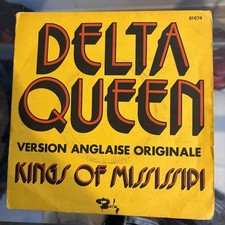 61674
DELTA
QUEEN
VERSION ANGLAISE ORIGINALE
KINGS OF MISSISSIPI